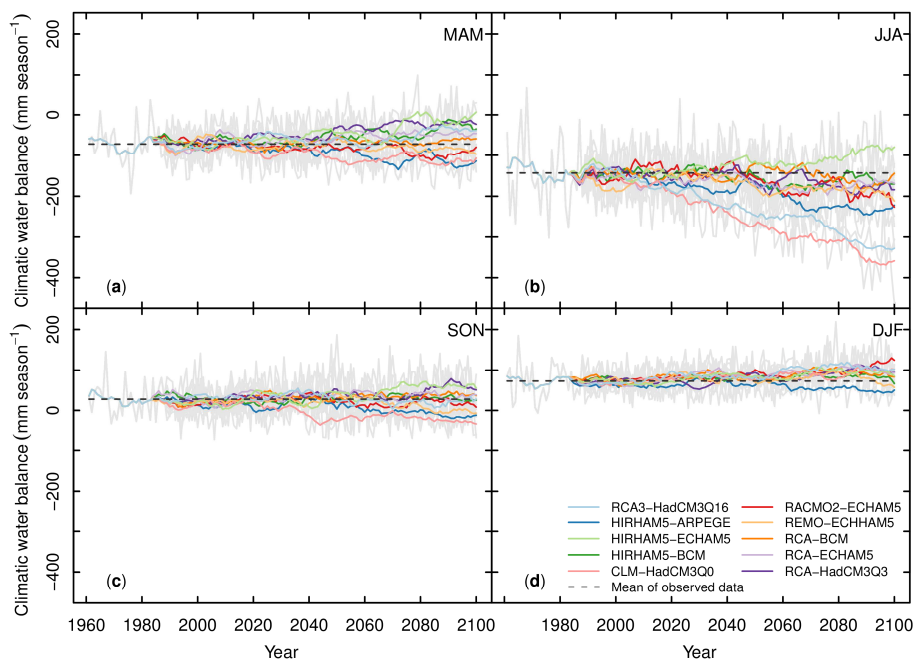 MAM
JJA
Climatic water balance (mm season⁻¹)
200
0
−200
−400
(a)
(b)
SON
DJF
Climatic water balance (mm season⁻¹)
200
0
−200
−400
RCA3−HadCM3Q16
HIRHAM5−ARPEGE
HIRHAM5−ECHAM5
HIRHAM5−BCM
CLM−HadCM3Q0
Mean of observed data
RACMO2−ECHAM5
REMO−ECHHAM5
RCA−BCM
RCA−ECHAM5
RCA−HadCM3Q3
(c)
(d)
1960 1980 2000 2020 2040 2060 2080 2100
1980 2000 2020 2040 2060 2080 2100
Year
Year